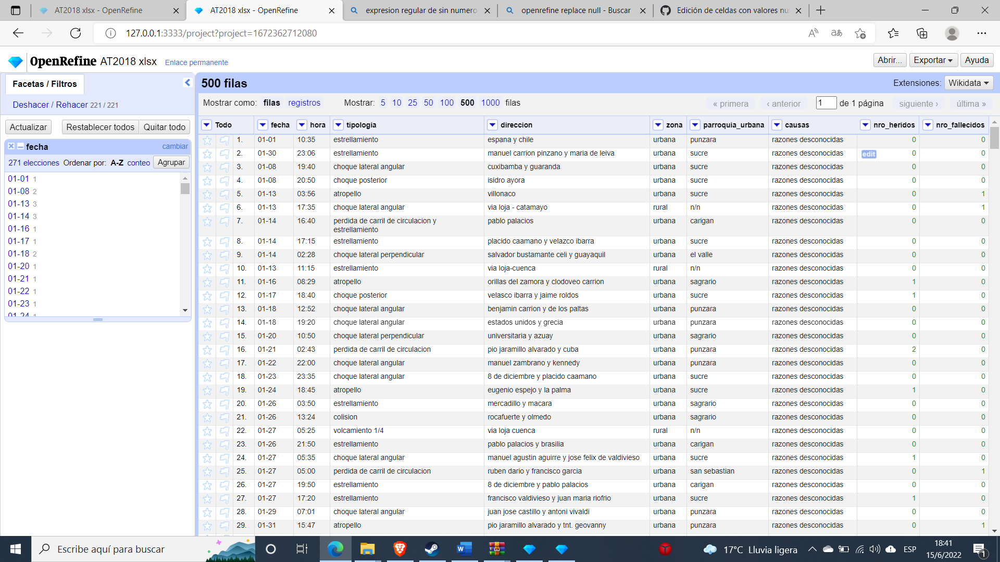 AT2018 xlsx - OpenRefine
AT2018 xlsx - OpenRefine
expresion regular de sin numero
openrefine replace null - Buscar
Edición de celdas con valores nu
127.0.0.1:3333/project?project=1672362712080
OpenRefine AT2018 xlsx Enlace permanente
Abrir... Exportar Ayuda
Facetas / Filtros
Deshacer / Rehacer 221 / 221
Actualizar Restablecer todos Quitar todo
fecha cambiar
271 elecciones Ordenar por: A-Z conteo Agrupar
01-01 1
01-08 2
01-13 3
01-14 3
01-16 1
01-17 1
01-18 2
01-20 1
01-21 1
01-22 1
01-23 1
01-24 1
500 filas
Extensiones: Wikidata
Mostrar como: filas registros Mostrar: 5 10 25 50 100 500 1000 filas
« primera ‹ anterior 1 de 1 página siguiente › última »
Todo fecha hora tipologia direccion zona parroquia_urbana causas nro_heridos nro_fallecidos
1. 01-01 10:35 estrellamiento espana y chile urbana punzara razones desconocidas 0 0
2. 01-30 23:06 estrellamiento manuel carrion pinzano y maria de leiva urbana sucre razones desconocidas edit 0 0
3. 01-08 19:40 choque lateral angular cuxibamba y guaranda urbana sucre razones desconocidas 0 0
4. 01-08 20:50 choque posterior isidro ayora urbana sucre razones desconocidas 0 0
5. 01-13 03:56 atropello villonaco urbana sucre razones desconocidas 0 1
6. 01-13 17:35 choque lateral angular via loja - catamayo rural n/n razones desconocidas 0 1
7. 01-14 16:40 perdida de carril de circulacion y estrellamiento pablo palacios urbana carigan razones desconocidas 0 0
8. 01-14 17:15 estrellamiento placido caamano y velazco ibarra urbana sucre razones desconocidas 0 0
9. 01-14 02:28 choque lateral perpendicular salvador bustamante celi y guayaquil urbana el valle razones desconocidas 0 0
10. 01-13 11:15 estrellamiento via loja-cuenca rural n/n razones desconocidas 0 0
11. 01-16 08:29 atropello orillas del zamora y clodoveo carrion urbana sagrario razones desconocidas 1 0
12. 01-17 18:40 choque posterior velasco ibarra y jaime roldos urbana sucre razones desconocidas 1 0
13. 01-18 12:52 choque lateral angular benjamin carrion y de los paltas urbana punzara razones desconocidas 0 0
14. 01-18 19:20 choque lateral angular estados unidos y grecia urbana punzara razones desconocidas 0 0
15. 01-20 10:50 choque lateral perpendicular universitaria y azuay urbana sagrario razones desconocidas 0 0
16. 01-21 02:43 perdida de carril de circulacion pio jaramillo alvarado y cuba urbana punzara razones desconocidas 2 0
17. 01-22 22:00 choque lateral angular manuel zambrano y kennedy urbana punzara razones desconocidas 0 0
18. 01-23 23:35 choque lateral angular 8 de diciembre y placido caamano urbana sucre razones desconocidas 0 0
19. 01-24 18:45 atropello eugenio espejo y la palma urbana sucre razones desconocidas 1 0
20. 01-26 03:50 estrellamiento mercadillo y macara urbana sagrario razones desconocidas 0 0
21. 01-26 13:24 colision rocafuerte y olmedo urbana sagrario razones desconocidas 0 0
22. 01-27 05:25 volcamiento 1/4 via loja cuenca rural n/n razones desconocidas 0 0
23. 01-26 21:50 estrellamiento pablo palacios y brasilia urbana carigan razones desconocidas 0 0
24. 01-27 05:35 choque lateral angular manuel agustin aguirre y jose felix de valdivieso urbana sucre razones desconocidas 1 0
25. 01-27 05:00 perdida de carril de circulacion ruben dario y francisco garcia urbana san sebastian razones desconocidas 0 1
26. 01-27 19:50 estrellamiento 8 de diciembre y pablo palacios urbana carigan razones desconocidas 0 0
27. 01-27 17:20 estrellamiento francisco valdivieso y juan maria riofrio urbana sucre razones desconocidas 1 0
28. 01-29 07:01 choque lateral angular juan jose castillo y antoni vivaldi urbana punzara razones desconocidas 0 0
29. 01-31 15:47 atropello pio jaramillo alvarado y tnt. geovanny urbana punzara razones desconocidas 0 1
Escribe aquí para buscar
17°C Lluvia ligera
ESP
18:41
15/6/2022
1